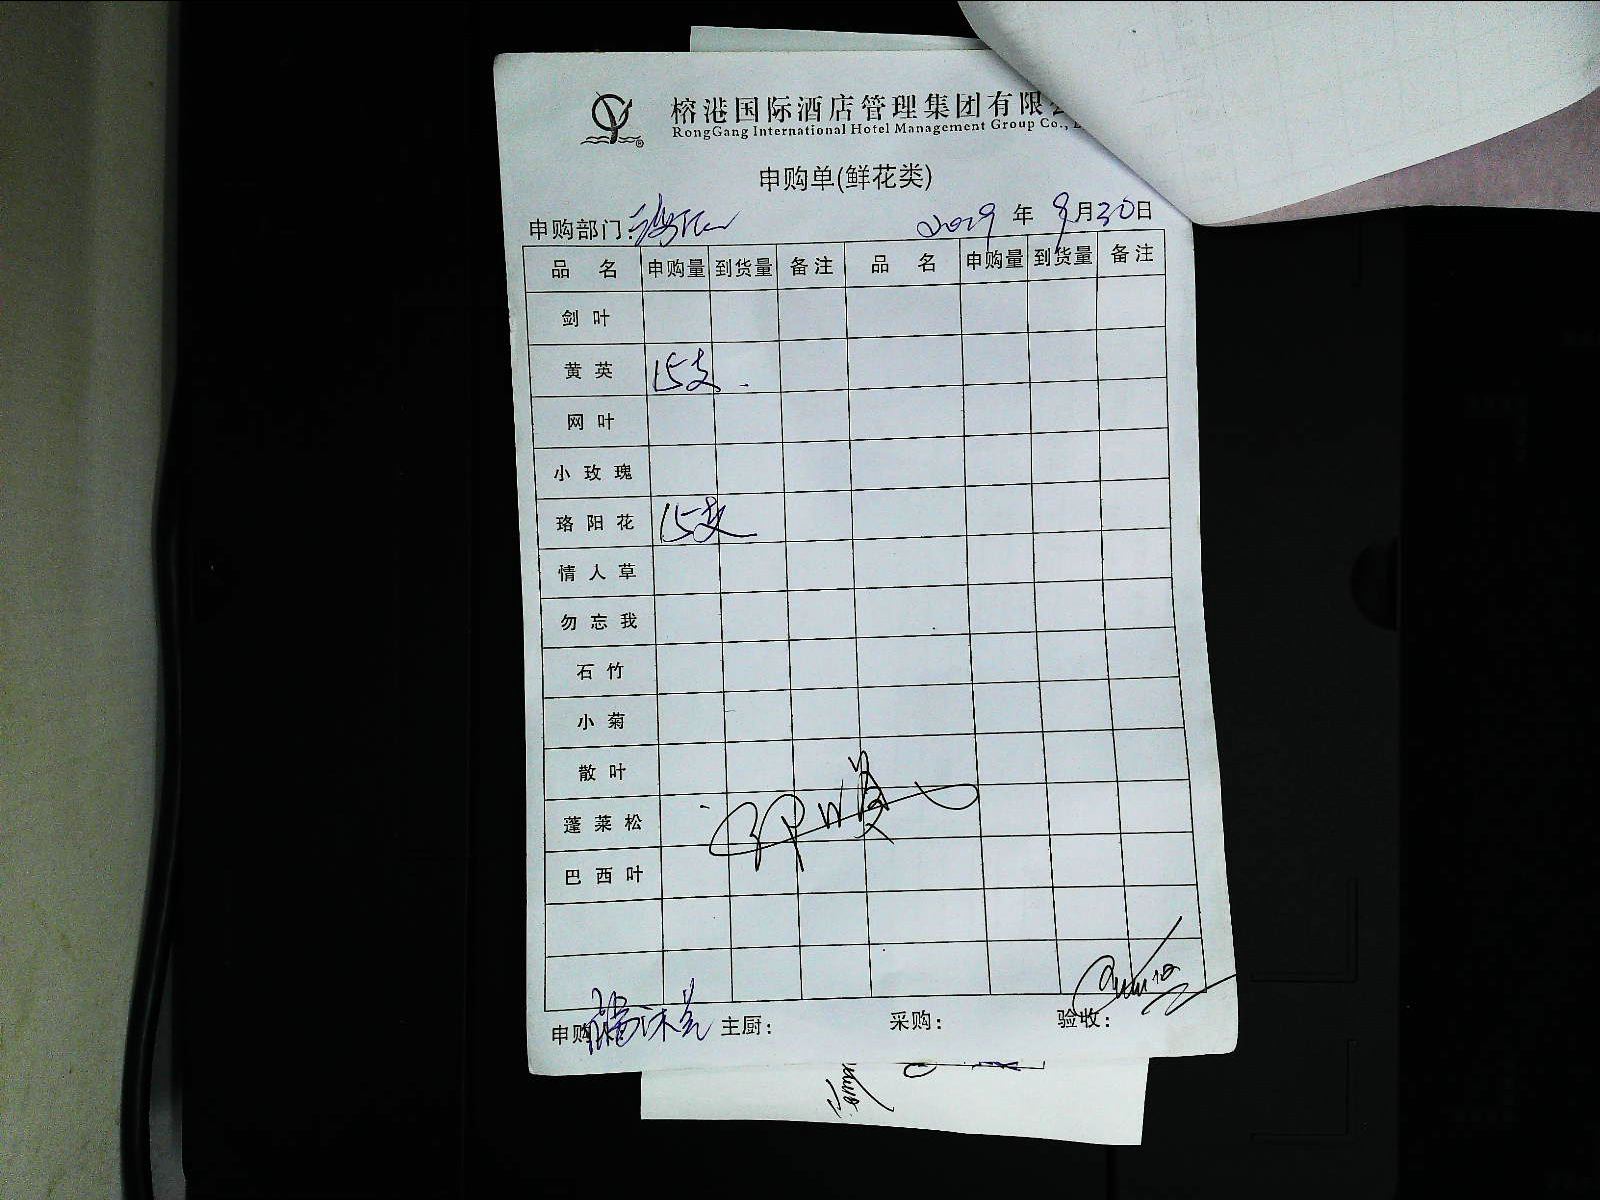 榕港国际酒店管理集团有限
RongGang International Hotel Management Group Co.,
申购单(鲜花类)
申购部门:
2019 年 9月30日
品 名 申购量 到货量 备注 品 名 申购量 到货量 备注
剑叶
黄英 15支
网叶
小玫瑰
珞阳花 15支
情人草
勿忘我
石竹
小菊
散叶
蓬莱松
巴西叶
申购 主厨: 采购: 验收: